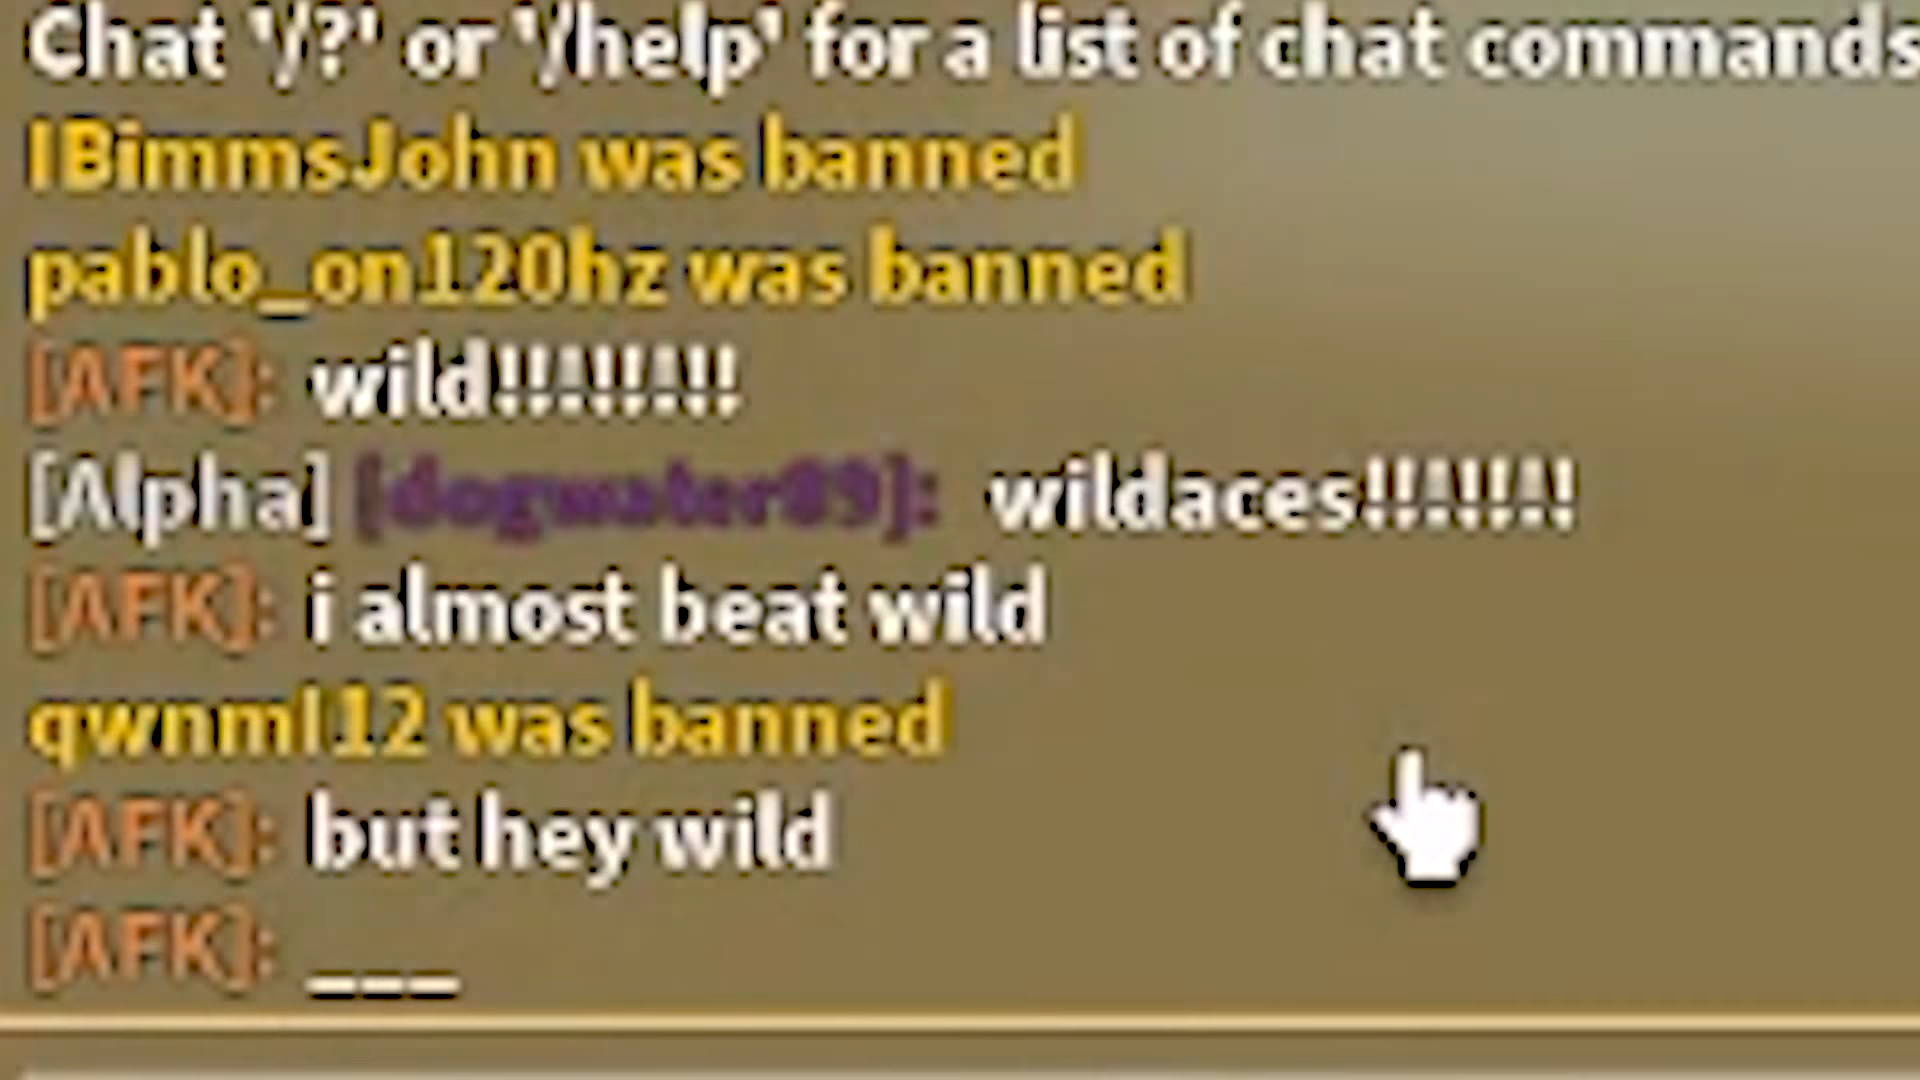 Chat '/?' or '/help' for a list of chat commands
IBimmsJohn was banned
pablo_on120hz was banned
[AFK]: wild!!!!!!!!
[Alpha] [dogwater09]: wildaces!!!!!!!
[AFK]: i almost beat wild
qwnml12 was banned
[AFK]: but hey wild
[AFK]: ___